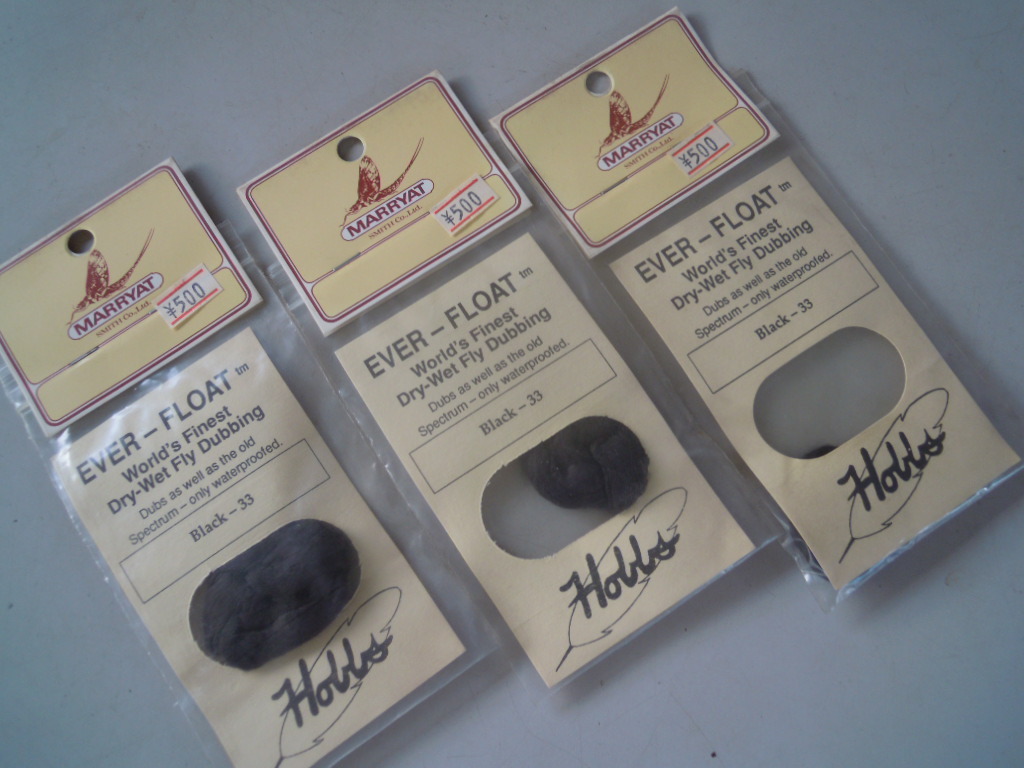 MARRYAT
SMITH Co., Ltd.
¥500
EVER – FLOAT tm
World's Finest
Dry-Wet Fly Dubbing
Dubs as well as the old
Spectrum – only waterproofed.
Black – 33
Hobbs
MARRYAT
SMITH Co., Ltd.
¥500
EVER – FLOAT tm
World's Finest
Dry-Wet Fly Dubbing
Dubs as well as the old
Spectrum – only waterproofed.
Black – 33
Hobbs
MARRYAT
SMITH Co., Ltd.
¥500
EVER – FLOAT tm
World's Finest
Dry-Wet Fly Dubbing
Dubs as well as the old
Spectrum – only waterproofed.
Black – 33
Hobbs